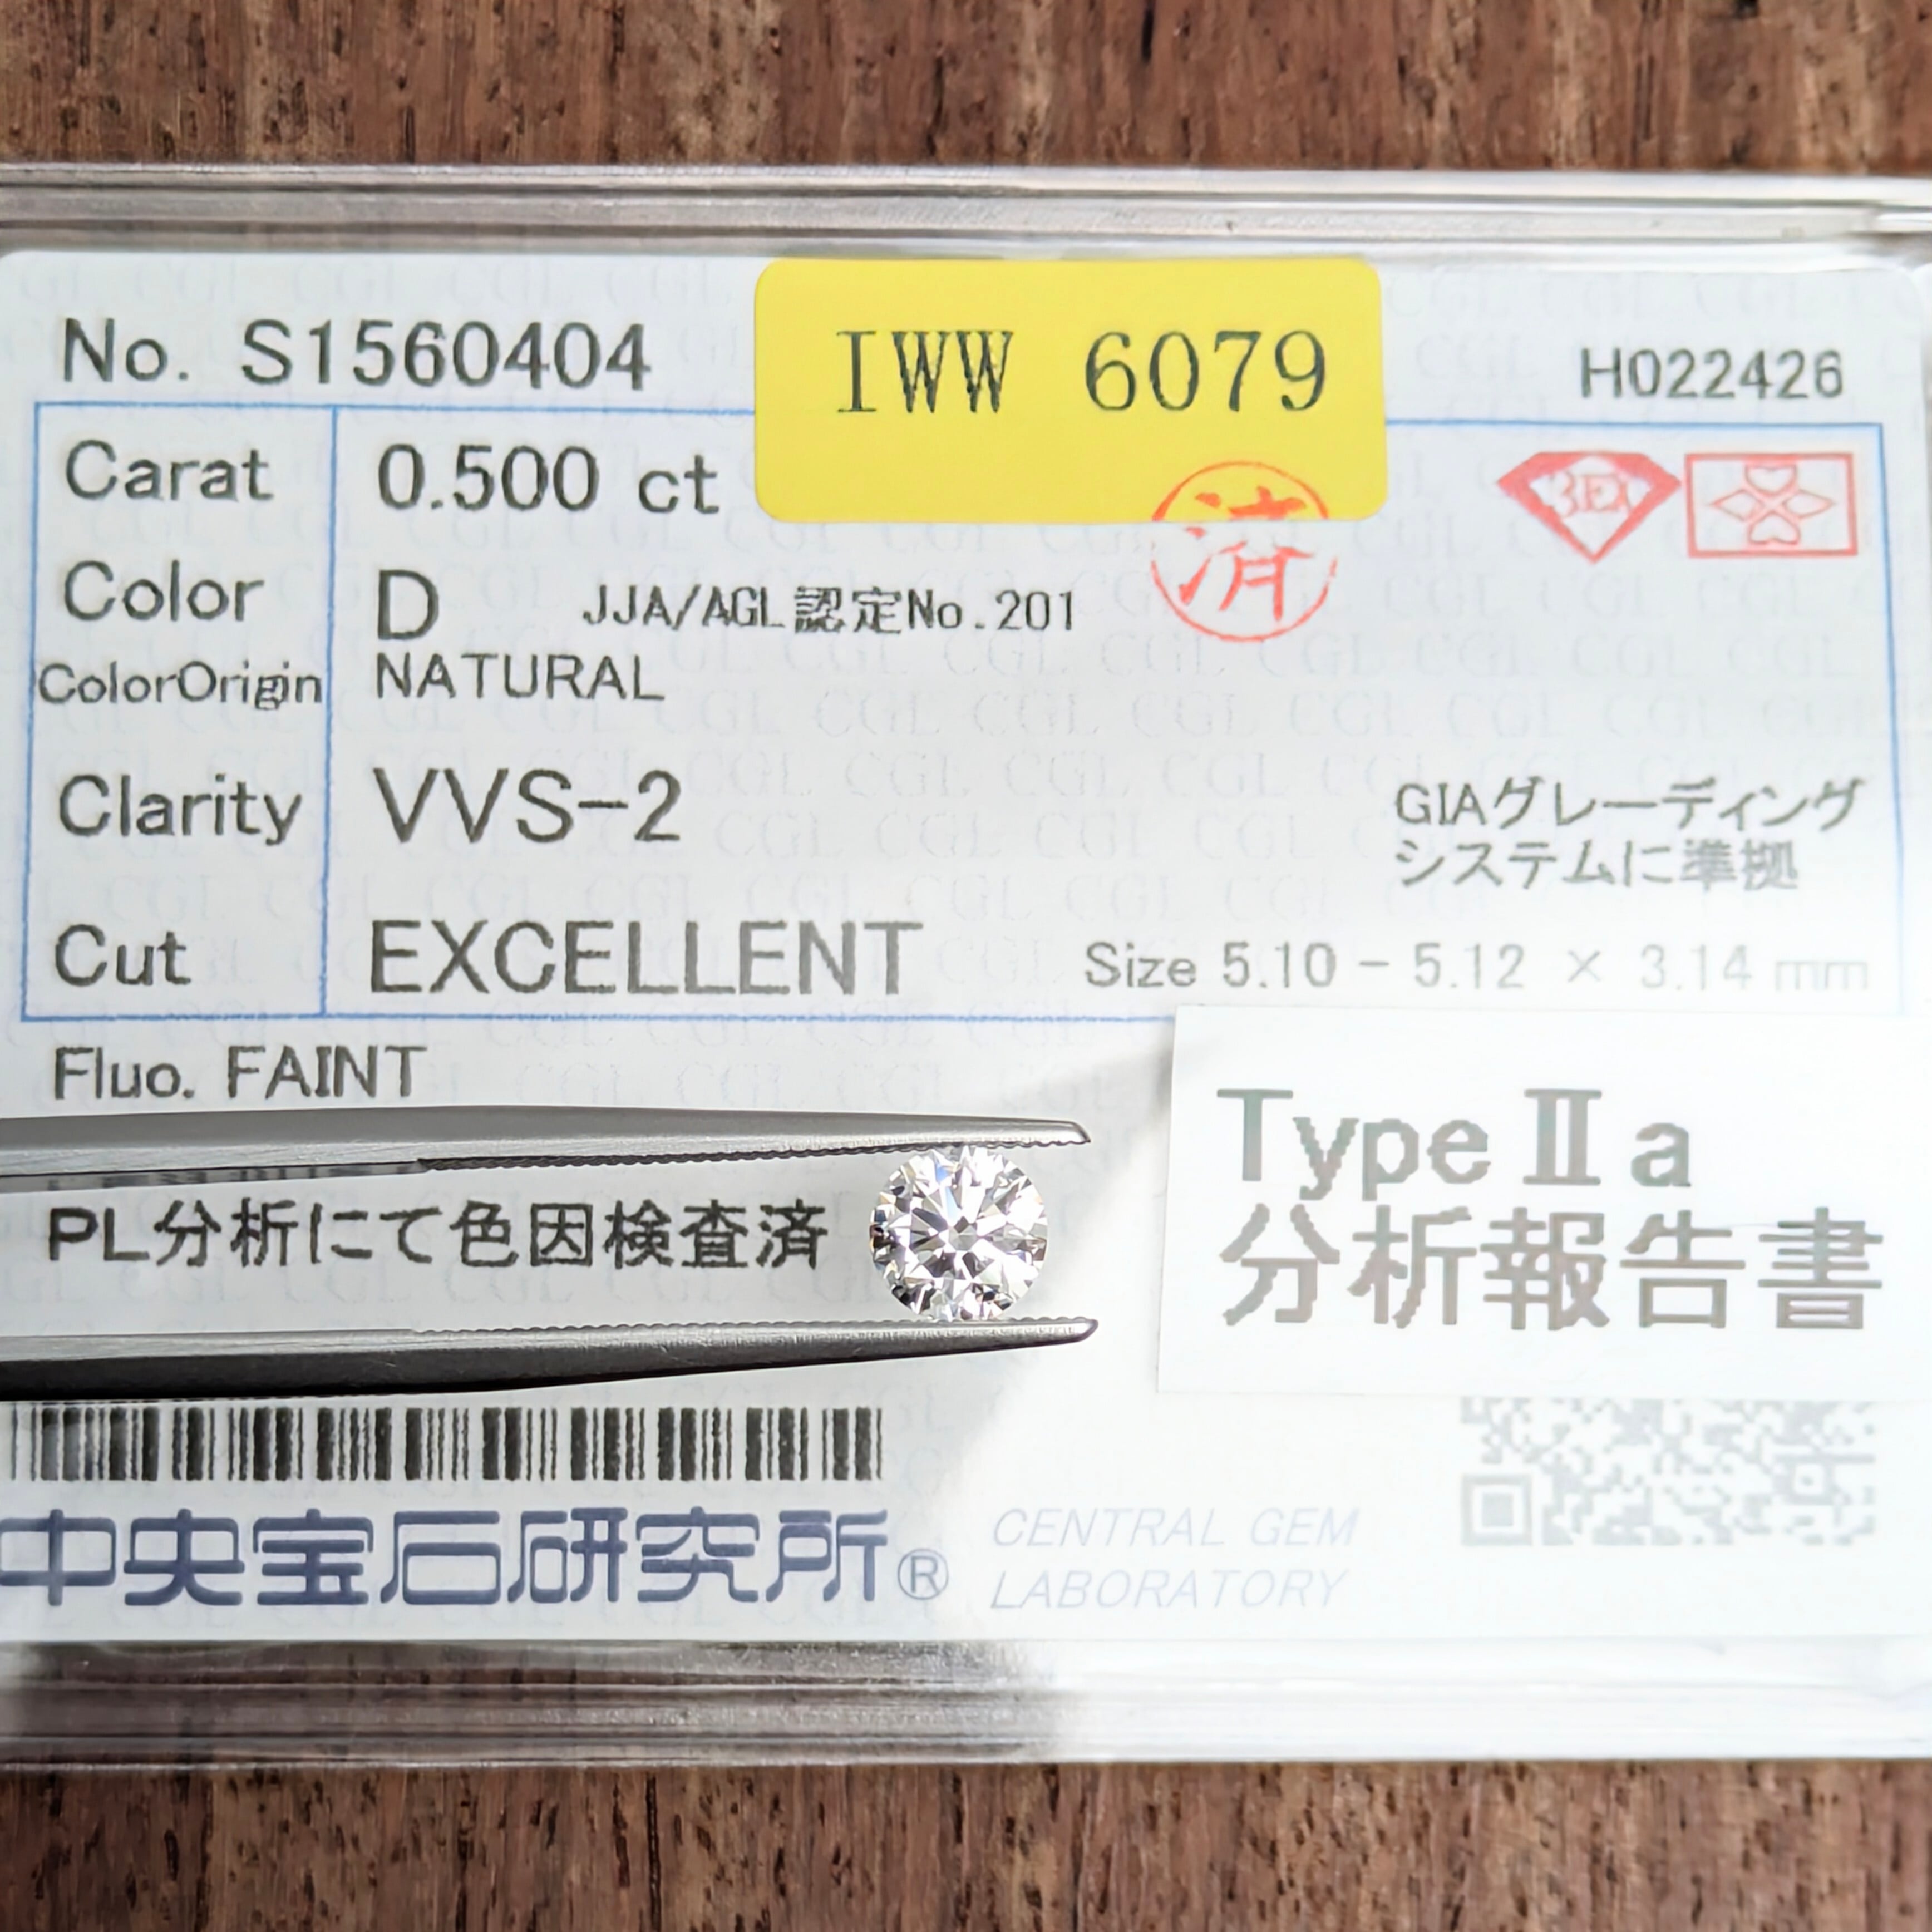 No. S1560404
IWW 6079
H022426
Carat 0.500 ct
済
3EX
Color D JJA/AGL認定No.201
ColorOrigin NATURAL
Clarity VVS-2
GIAグレーディング
システムに準拠
Cut EXCELLENT Size 5.10 - 5.12 × 3.14 mm
Fluo. FAINT
TypeⅡa
分析報告書
PL分析にて色因検査済
中央宝石研究所®
CENTRAL GEM
LABORATORY